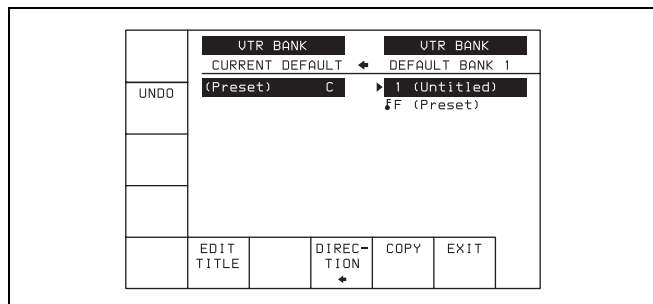 VTR BANK VTR BANK
CURRENT DEFAULT ← DEFAULT BANK 1
UNDO (Preset) C ▶ 1 (Untitled)
F (Preset)
EDIT TITLE
DIREC-TION ←
COPY
EXIT